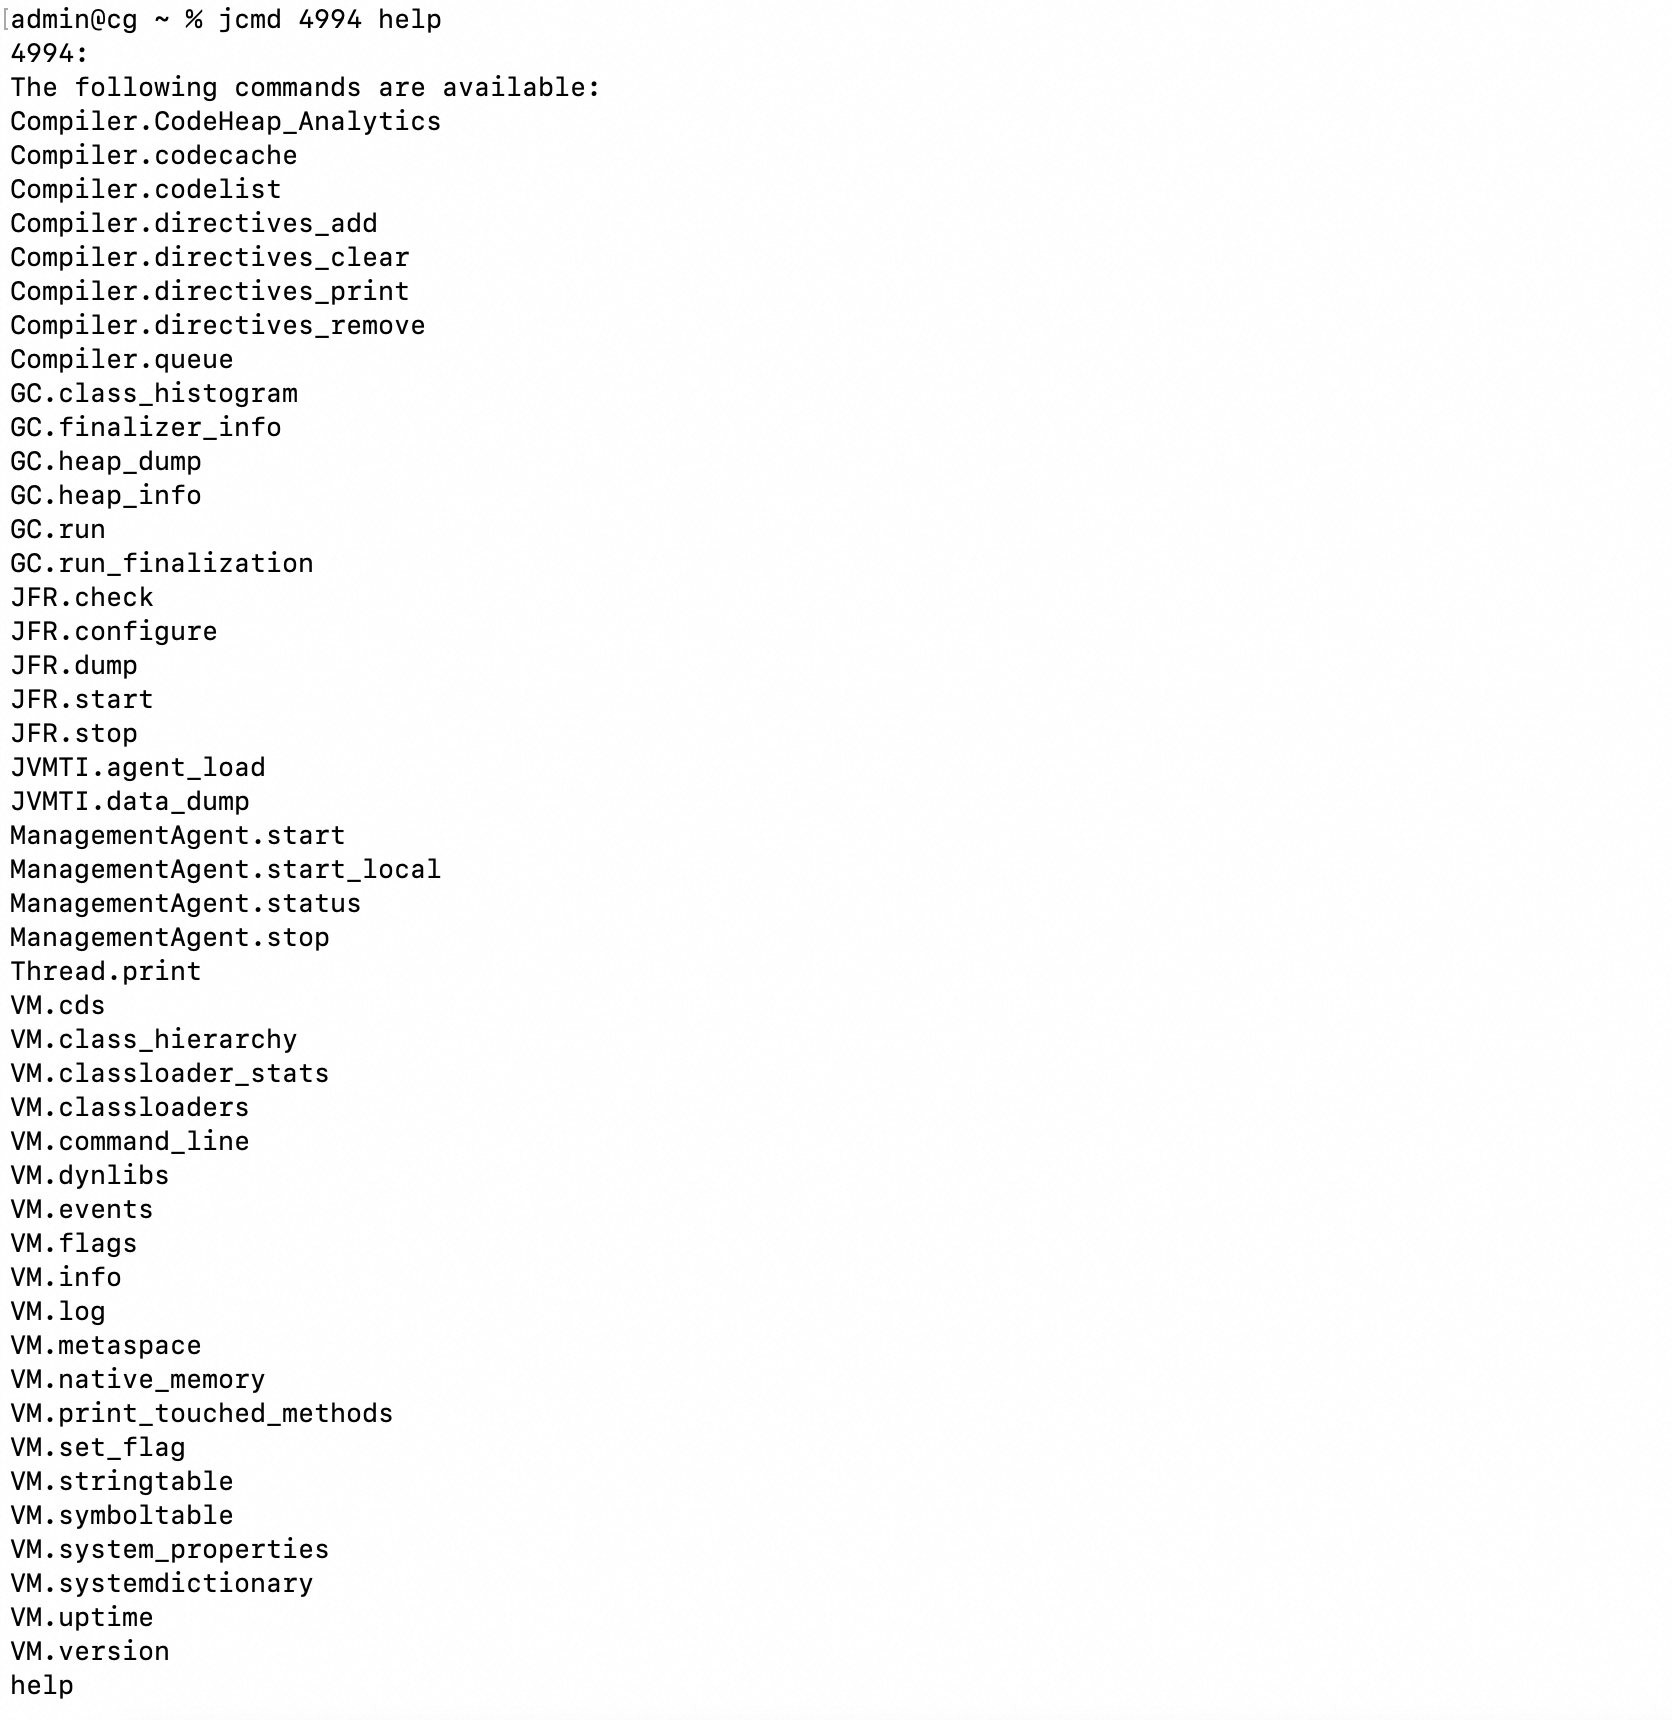 [admin@cg ~ % jcmd 4994 help
4994:
The following commands are available:
Compiler.CodeHeap_Analytics
Compiler.codecache
Compiler.codelist
Compiler.directives_add
Compiler.directives_clear
Compiler.directives_print
Compiler.directives_remove
Compiler.queue
GC.class_histogram
GC.finalizer_info
GC.heap_dump
GC.heap_info
GC.run
GC.run_finalization
JFR.check
JFR.configure
JFR.dump
JFR.start
JFR.stop
JVMTI.agent_load
JVMTI.data_dump
ManagementAgent.start
ManagementAgent.start_local
ManagementAgent.status
ManagementAgent.stop
Thread.print
VM.cds
VM.class_hierarchy
VM.classloader_stats
VM.classloaders
VM.command_line
VM.dynlibs
VM.events
VM.flags
VM.info
VM.log
VM.metaspace
VM.native_memory
VM.print_touched_methods
VM.set_flag
VM.stringtable
VM.symboltable
VM.system_properties
VM.systemdictionary
VM.uptime
VM.version
help